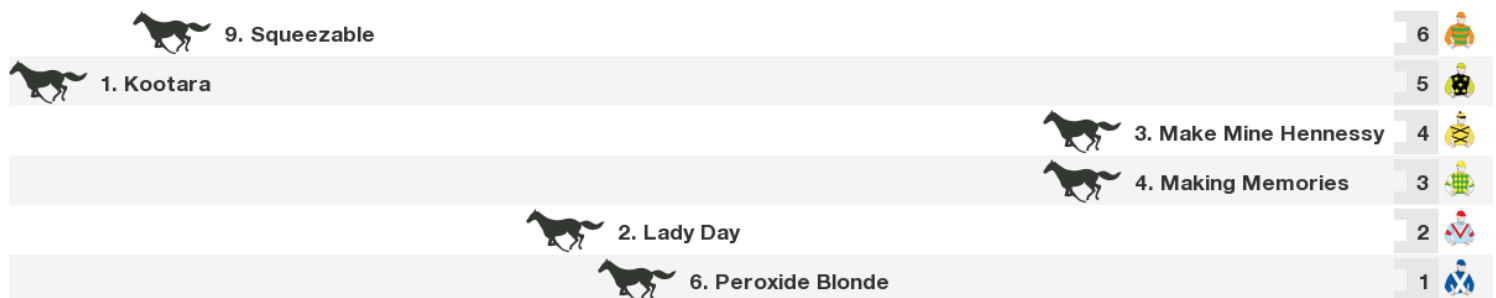 9. Squeezable 6
1. Kootara 5
3. Make Mine Hennessy 4
4. Making Memories 3
2. Lady Day 2
6. Peroxide Blonde 1